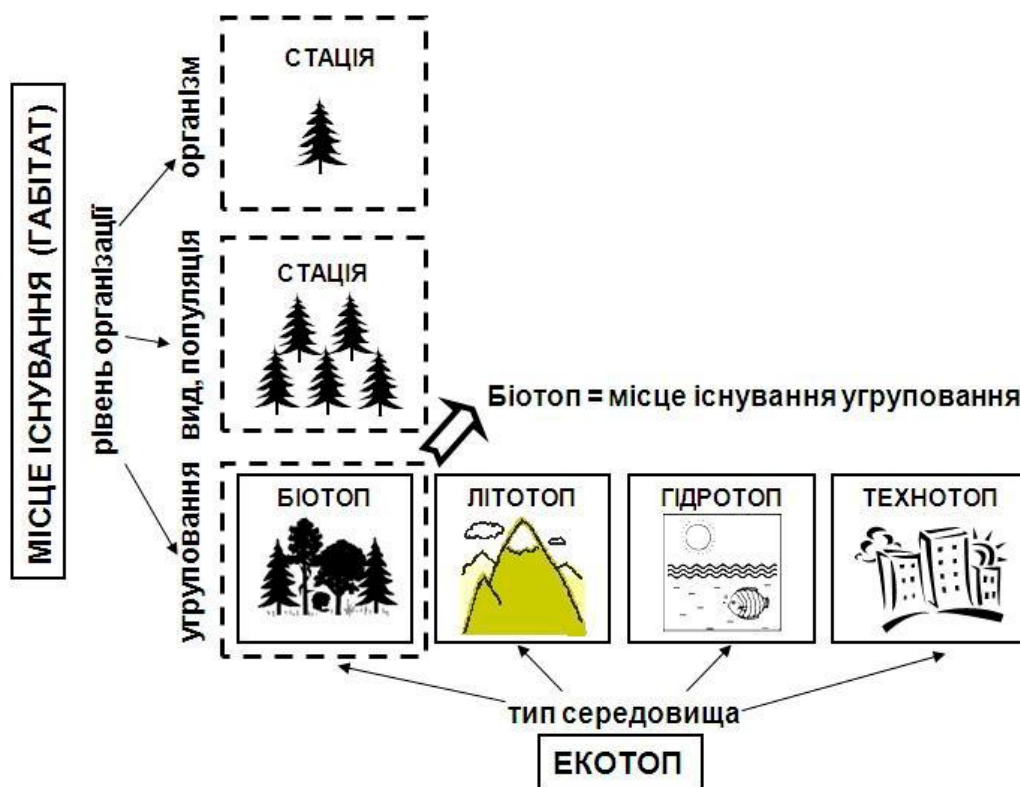 МІСЦЕ ІСНУВАННЯ (ГАБІТАТ)
рівень організації
організм
СТАЦІЯ
вид, популяція
СТАЦІЯ
Біотоп = місце існування угруповання
угруповання
БІОТОП
ЛІТОТОП
ГІДРОТОП
ТЕХНОТОП
тип середовища
ЕКОТОП